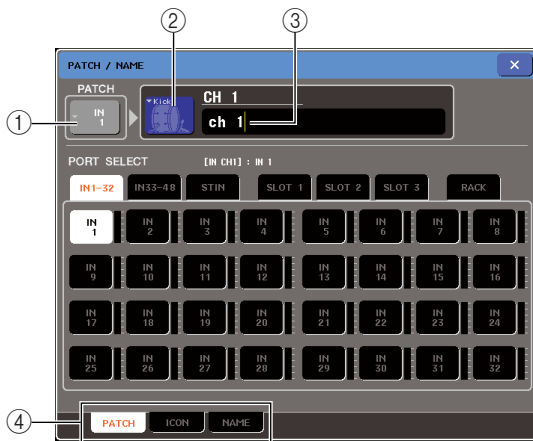 ② ③
PATCH / NAME ×
PATCH
① IN 1
Kick
CH 1
ch 1
PORT SELECT [IN CH1] : IN 1
IN1-32 IN33-48 STIN SLOT 1 SLOT 2 SLOT 3 RACK
IN 1 IN 2 IN 3 IN 4 IN 5 IN 6 IN 7 IN 8
IN 9 IN 10 IN 11 IN 12 IN 13 IN 14 IN 15 IN 16
IN 17 IN 18 IN 19 IN 20 IN 21 IN 22 IN 23 IN 24
IN 25 IN 26 IN 27 IN 28 IN 29 IN 30 IN 31 IN 32
④ PATCH ICON NAME